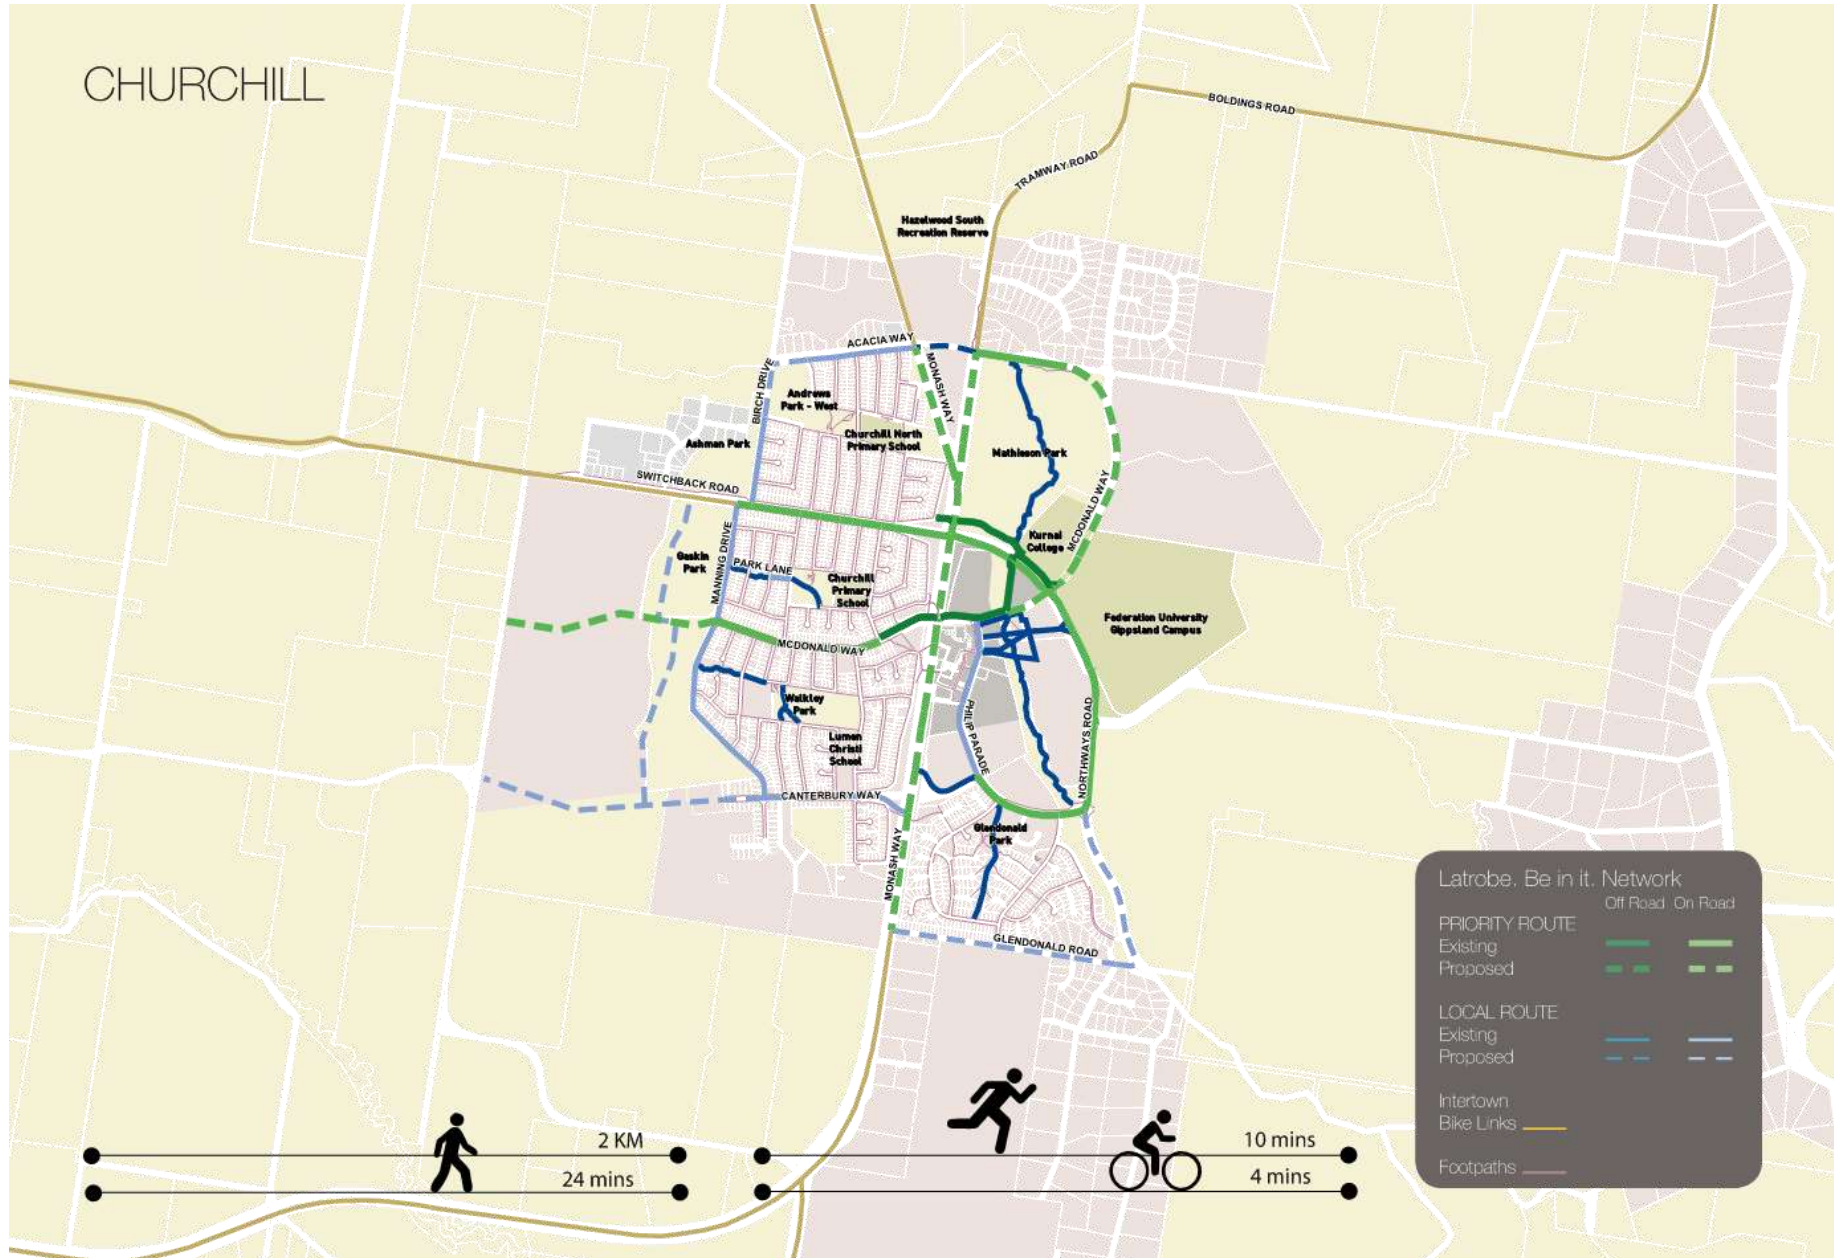 CHURCHILL
BOLDINGS ROAD
TRAMWAY ROAD
Hazelwood South
Recreation Reserve
ACACIA WAY
MONASH WAY
BIRCH DRIVE
Andrews
Park - West
Ashman Park
Churchill North
Primary School
Mathieson Park
SWITCHBACK ROAD
MCDONALD WAY
Kurnai
College
MANNING DRIVE
Gaskin
Park
PARK LANE
Churchill
Primary
School
Federation University
Gippsland Campus
MCDONALD WAY
Walkley
Park
PHILIP PARADE
NORTHWAYS ROAD
Lumen
Christi
School
CANTERBURY WAY
Glendonald
Park
MONASH WAY
GLENDONALD ROAD
Latrobe. Be in it. Network
Off Road On Road
PRIORITY ROUTE
Existing
Proposed
LOCAL ROUTE
Existing
Proposed
Intertown
Bike Links
Footpaths
2 KM
24 mins
10 mins
4 mins